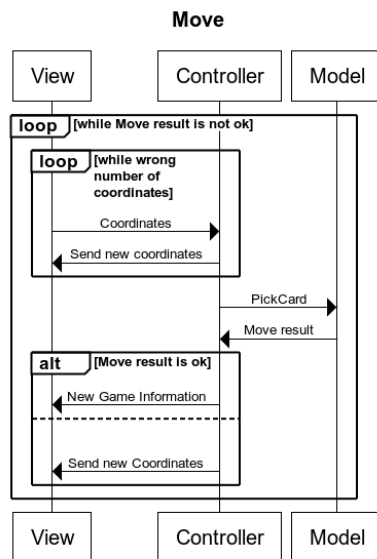 Move
View
Controller
Model
loop
[while Move result is not ok]
loop
[while wrong
number of
coordinates]
Coordinates
Send new coordinates
PickCard
Move result
alt
[Move result is ok]
New Game Information
Send new Coordinates
View
Controller
Model